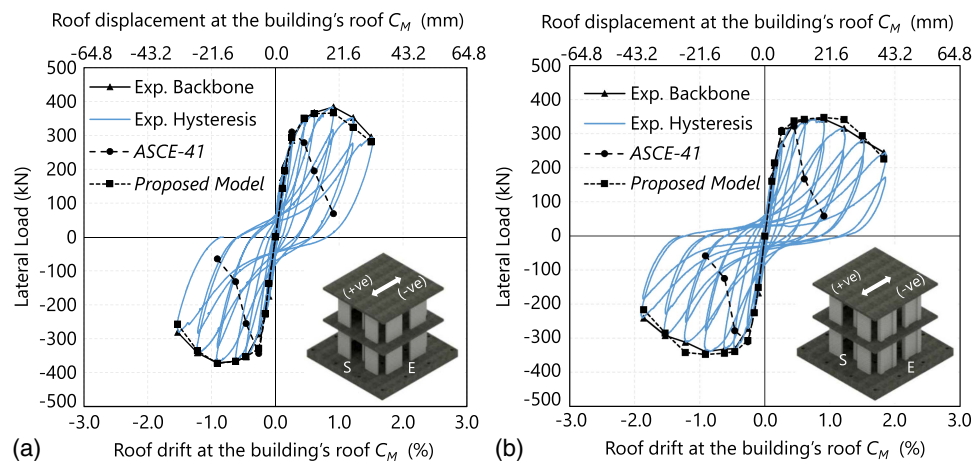 Roof displacement at the building's roof C_M (mm)
-64.8 -43.2 -21.6 0.0 21.6 43.2 64.8
500
400
300
200
100
0
-100
-200
-300
-400
-500
Lateral Load (kN)
Exp. Backbone
Exp. Hysteresis
ASCE-41
Proposed Model
(+ve)
(-ve)
S E
-3.0 -2.0 -1.0 0.0 1.0 2.0 3.0
(a) Roof drift at the building's roof C_M (%)
Roof displacement at the building's roof C_M (mm)
-64.8 -43.2 -21.6 0.0 21.6 43.2 64.8
500
400
300
200
100
0
-100
-200
-300
-400
-500
Lateral Load (kN)
Exp. Backbone
Exp. Hysteresis
ASCE-41
Proposed Model
(+ve)
(-ve)
S E
-3.0 -2.0 -1.0 0.0 1.0 2.0 3.0
(b) Roof drift at the building's roof C_M (%)